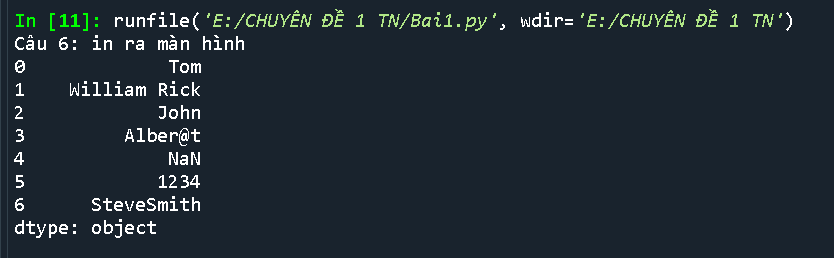 In [11]: runfile('E:/CHUYÊN ĐỀ 1 TN/Bai1.py', wdir='E:/CHUYÊN ĐỀ 1 TN')
Câu 6: in ra màn hình
0             Tom
1    William Rick
2            John
3         Alber@t
4             NaN
5            1234
6      SteveSmith
dtype: object